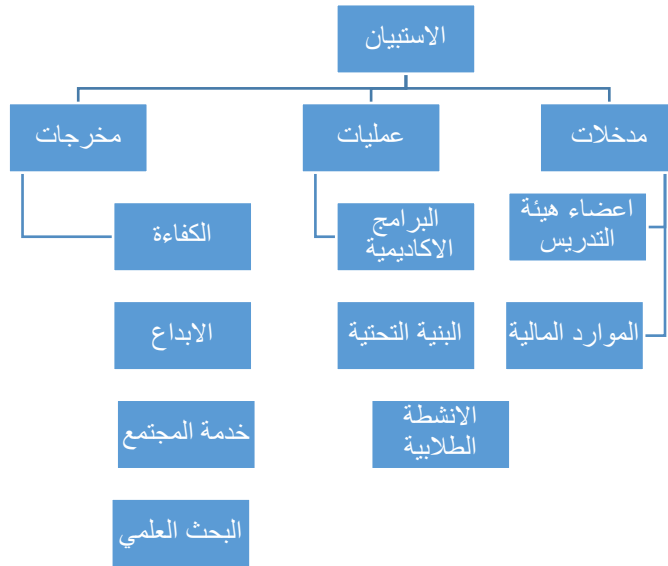 الاستبيان
مدخلات
عمليات
مخرجات
اعضاء هيئة
التدريس
البرامج
الاكاديمية
الكفاءة
الموارد المالية
البنية التحتية
الابداع
الانشطة
الطلابية
خدمة المجتمع
البحث العلمي